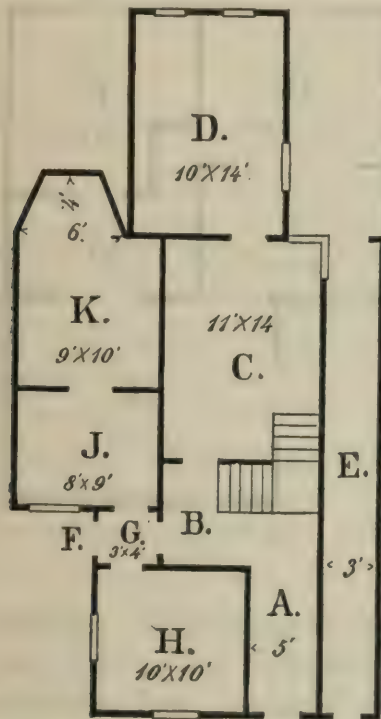 D.
10'X14'
4'
6'.
K.
9'X10'
11'X14
C.
J.
8'X9'
E.
F.
G.
3'X4'
B.
3'
A.
5'
H.
10'X10'